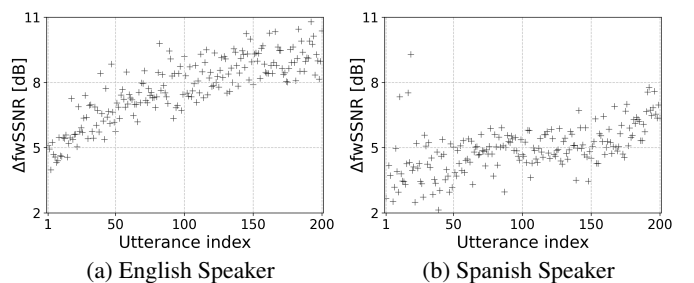 11
8
5
2
ΔfwSSNR [dB]
1 50 100 150 200
Utterance index
(a) English Speaker
11
8
5
2
ΔfwSSNR [dB]
1 50 100 150 200
Utterance index
(b) Spanish Speaker